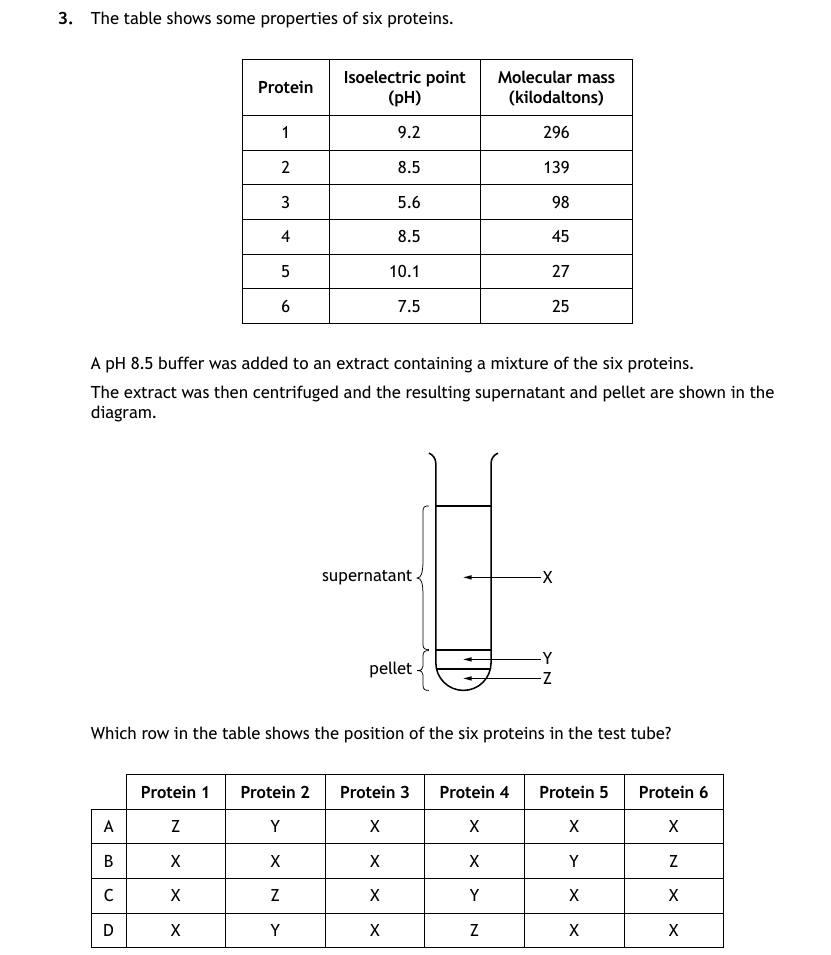 3. The table shows some properties of six proteins.
Protein Isoelectric point (pH) Molecular mass (kilodaltons)
1 9.2 296
2 8.5 139
3 5.6 98
4 8.5 45
5 10.1 27
6 7.5 25
A pH 8.5 buffer was added to an extract containing a mixture of the six proteins.
The extract was then centrifuged and the resulting supernatant and pellet are shown in the
diagram.
supernatant X
Y
pellet
Z
Which row in the table shows the position of the six proteins in the test tube?
Protein 1 Protein 2 Protein 3 Protein 4 Protein 5 Protein 6
A Z Y X X X X
B X X X X Y Z
C X Z X Y X X
D X Y X Z X X